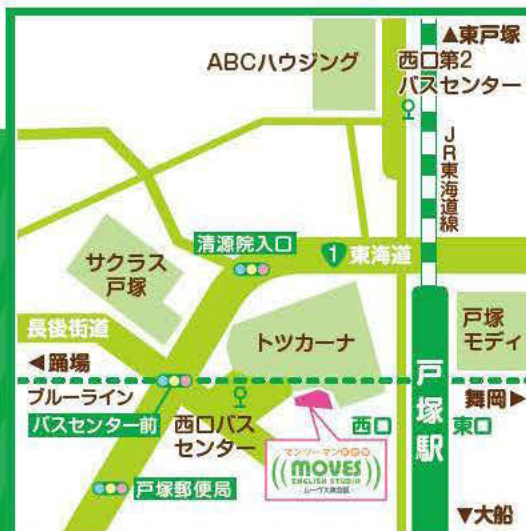 ▲東戸塚
ABCハウジング
西口第2
バスセンター
JR東海道線
清源院入口
1 東海道
サクラス
戸塚
長後街道
トツカーナ
戸塚
モディ
◀踊場
戸塚駅
ブルーライン
舞岡▶
バスセンター前
西口バス
センター
西口
東口
マンツーマン英会話
MOVES
ENGLISH STUDIO
ムーヴス英会話
戸塚郵便局
▼大船